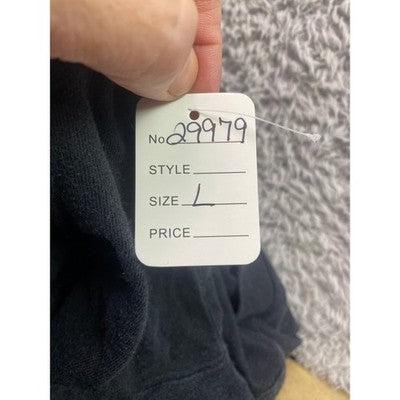 No 29979
STYLE
SIZE L
PRICE